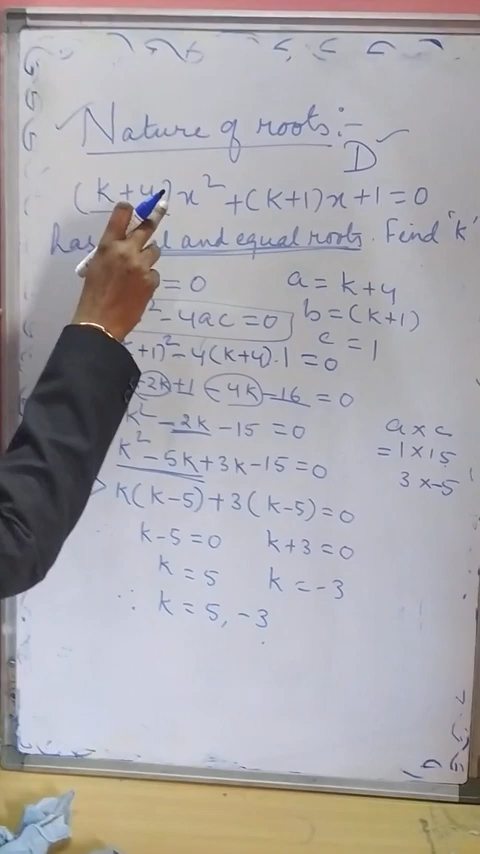 Nature of roots:-
D
(k+4)x² +(k+1)x+1=0
has and equal roots. Find "k"
=0 a = k+4
² - 4ac = 0 b = (k+1)
+1)² - 4(k+4)·1 = 0 c = 1
2k+1 -4k -16 = 0
k² - 2k - 15 = 0 a x c
k² - 5k + 3k - 15 = 0 = 1 x 15
k(k-5) + 3(k-5) = 0 3 x -5
k-5=0 k+3=0
k = 5 k = -3
∴ k = 5, -3